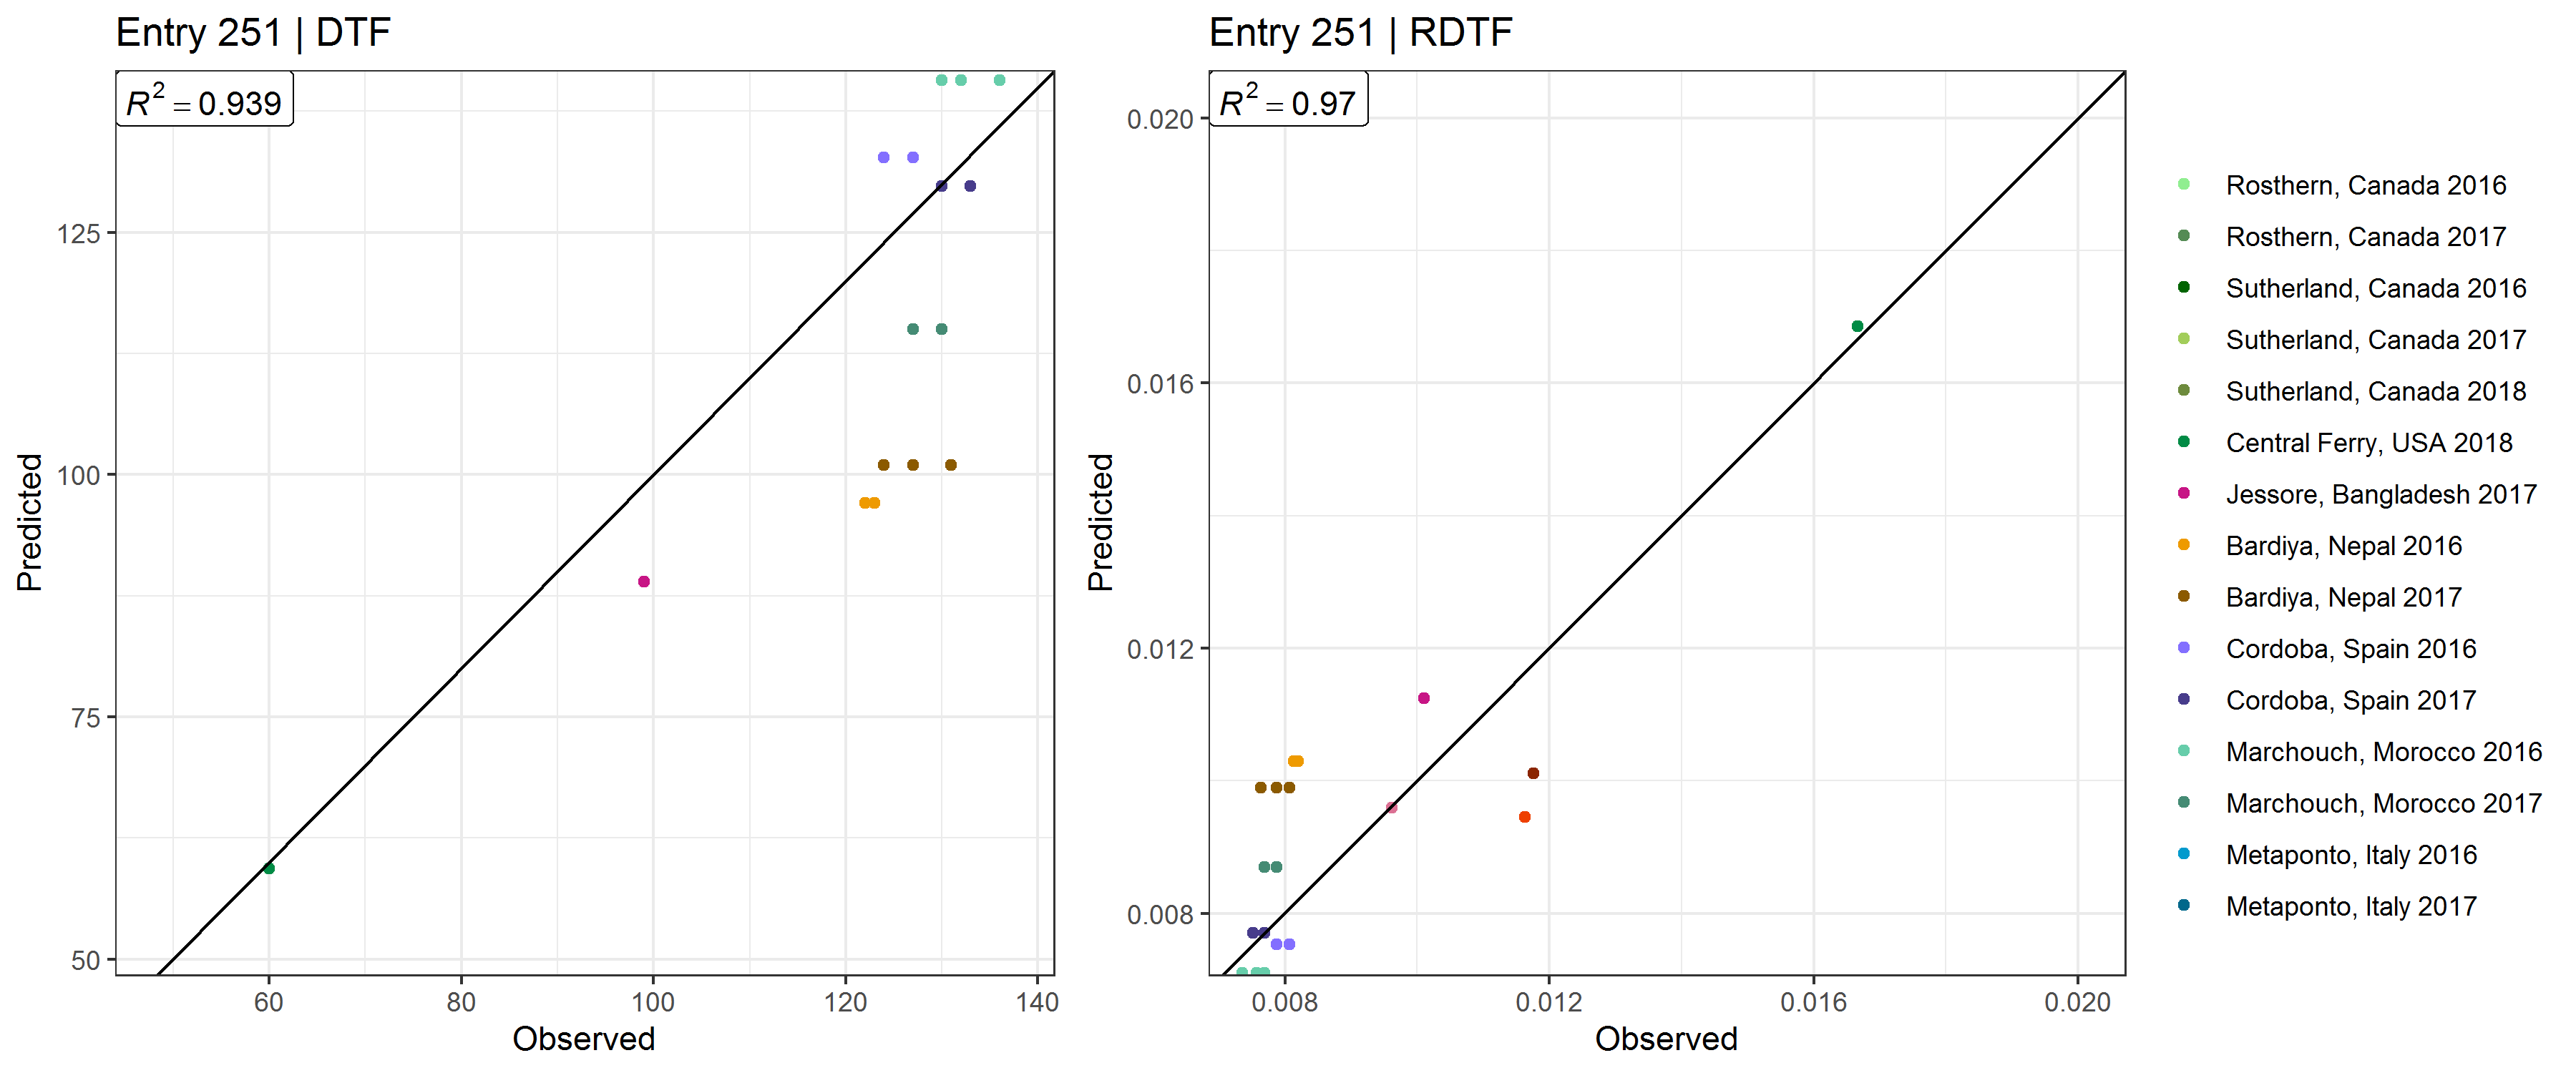 Entry 251 | DTF
R² = 0.939
125
100
75
50
Predicted
60 80 100 120 140
Observed
Entry 251 | RDTF
R² = 0.97
0.020
0.016
0.012
0.008
Predicted
0.008 0.012 0.016 0.020
Observed
Rosthern, Canada 2016
Rosthern, Canada 2017
Sutherland, Canada 2016
Sutherland, Canada 2017
Sutherland, Canada 2018
Central Ferry, USA 2018
Jessore, Bangladesh 2017
Bardiya, Nepal 2016
Bardiya, Nepal 2017
Cordoba, Spain 2016
Cordoba, Spain 2017
Marchouch, Morocco 2016
Marchouch, Morocco 2017
Metaponto, Italy 2016
Metaponto, Italy 2017